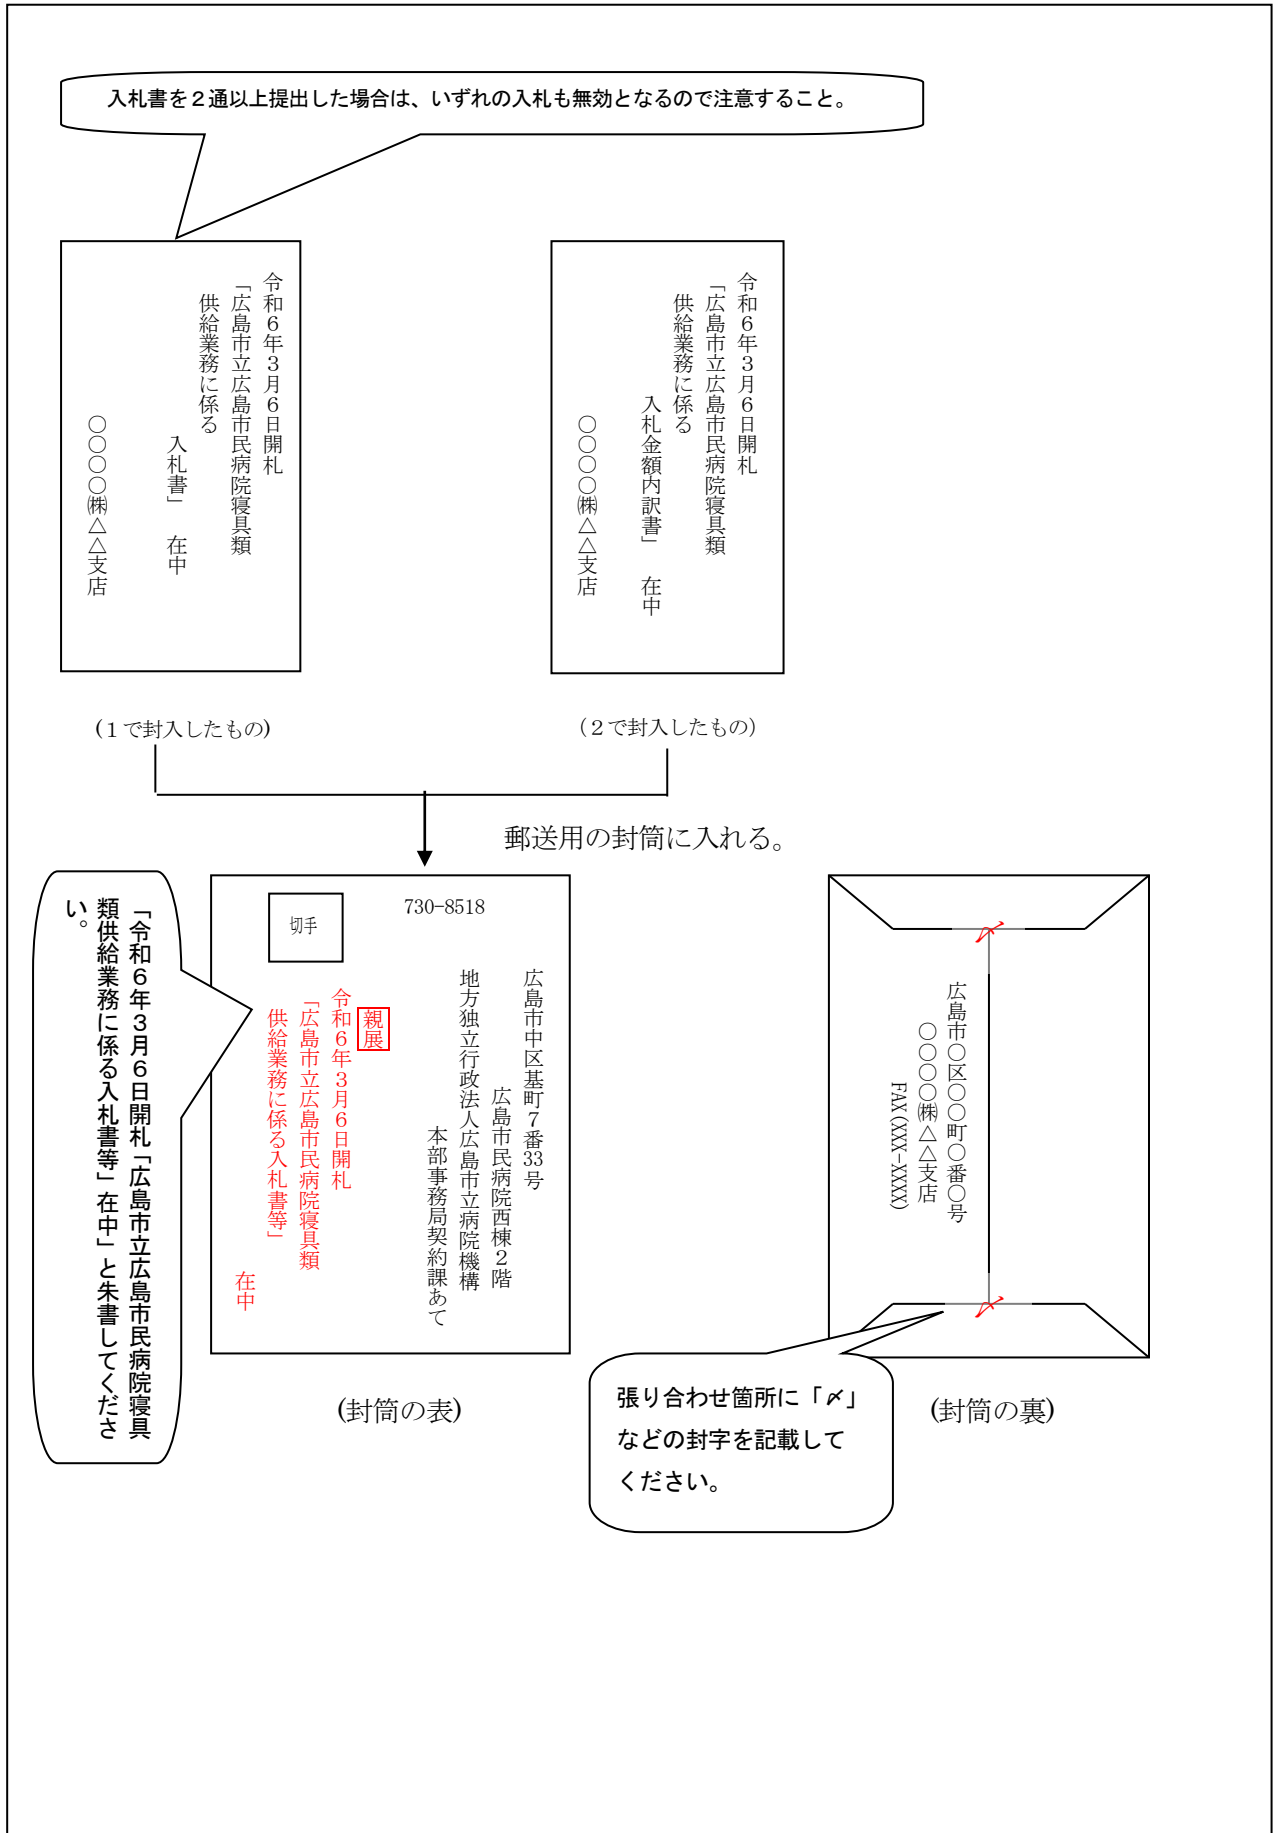 入札書を２通以上提出した場合は、いずれの入札も無効となるので注意すること。
令和６年３月６日開札
「広島市立広島市民病院寝具類
供給業務に係る
入札書」　在中
○○○○㈱△△支店
令和６年３月６日開札
「広島市立広島市民病院寝具類
供給業務に係る
入札金額内訳書」　在中
○○○○㈱△△支店
(１で封入したもの)
（２で封入したもの）
郵送用の封筒に入れる。
「令和６年３月６日開札「広島市立広島市民病院寝具
類供給業務に係る入札書等」在中」と朱書してくださ
い。
切手
730-8518
広島市中区基町７番33号
広島市民病院西棟２階
地方独立行政法人広島市立病院機構
本部事務局契約課あて
親展
令和６年３月６日開札
「広島市立広島市民病院寝具類
供給業務に係る入札書等」
在中
(封筒の表)
〆
広島市○区○○町○番○号
○○○○㈱△△支店
FAX(XXX-XXXX)
〆
張り合わせ箇所に「〆」
などの封字を記載して
ください。
(封筒の裏)